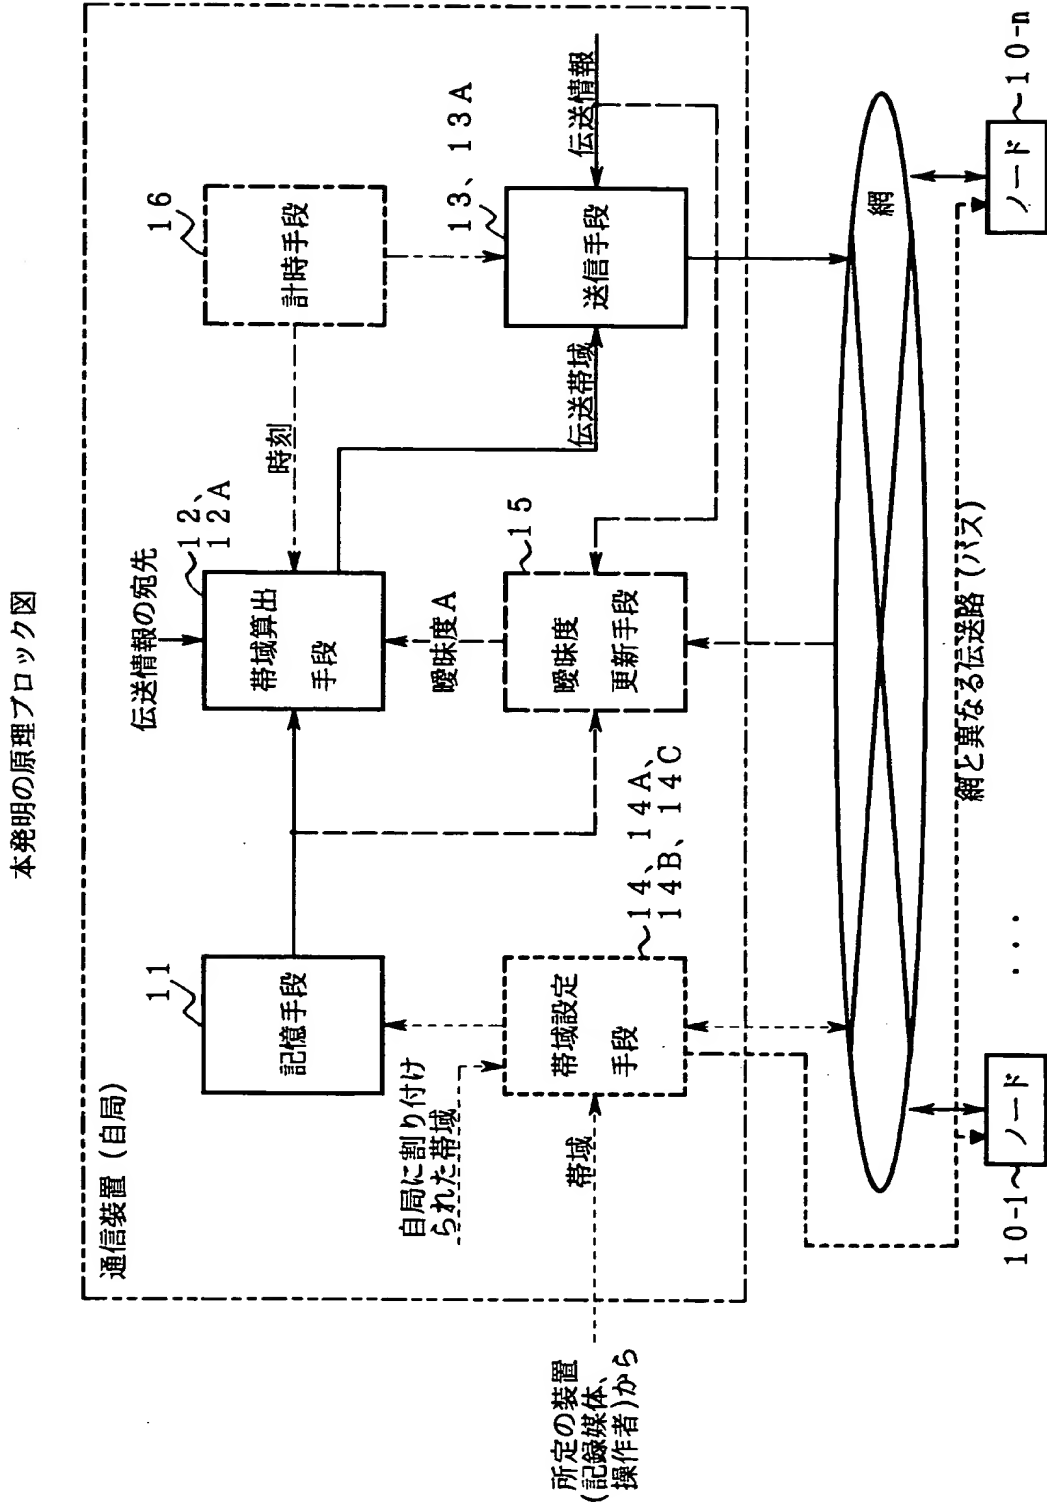 本発明の原理ブロック図
通信装置（自局）
伝送情報の宛先
11
記憶手段
12、
12A
帯域算出
手段
時刻
16
計時手段
自局に割り付け
られた帯域
曖昧度A
伝送帯域
13、13A
送信手段
伝送情報
所定の装置
(記録媒体、
操作者)から
帯域
14、14A、
14B、14C
帯域設定
手段
15
曖昧度
更新手段
網
網と異なる伝送路(パス)
10-1
ノード
...
ノード
10-n